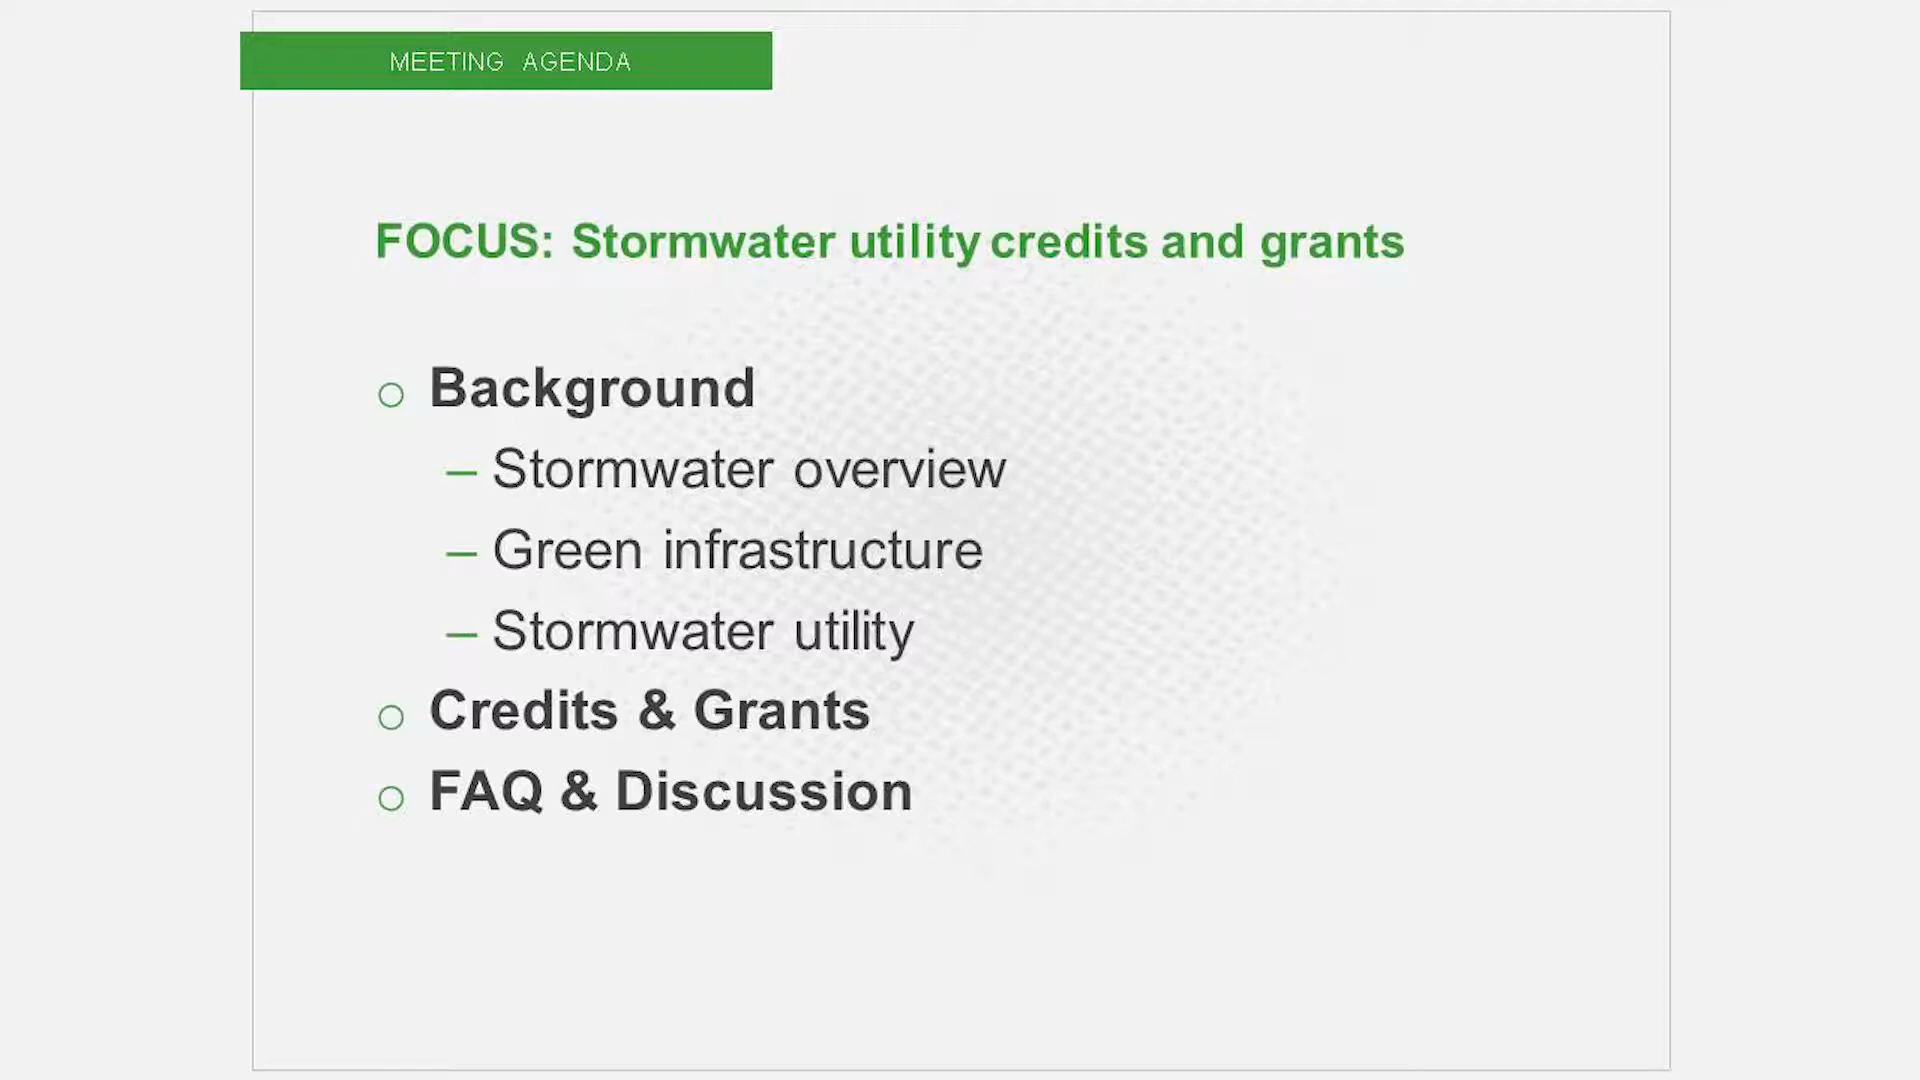 MEETING AGENDA
FOCUS: Stormwater utility credits and grants
○ Background
– Stormwater overview
– Green infrastructure
– Stormwater utility
○ Credits & Grants
○ FAQ & Discussion